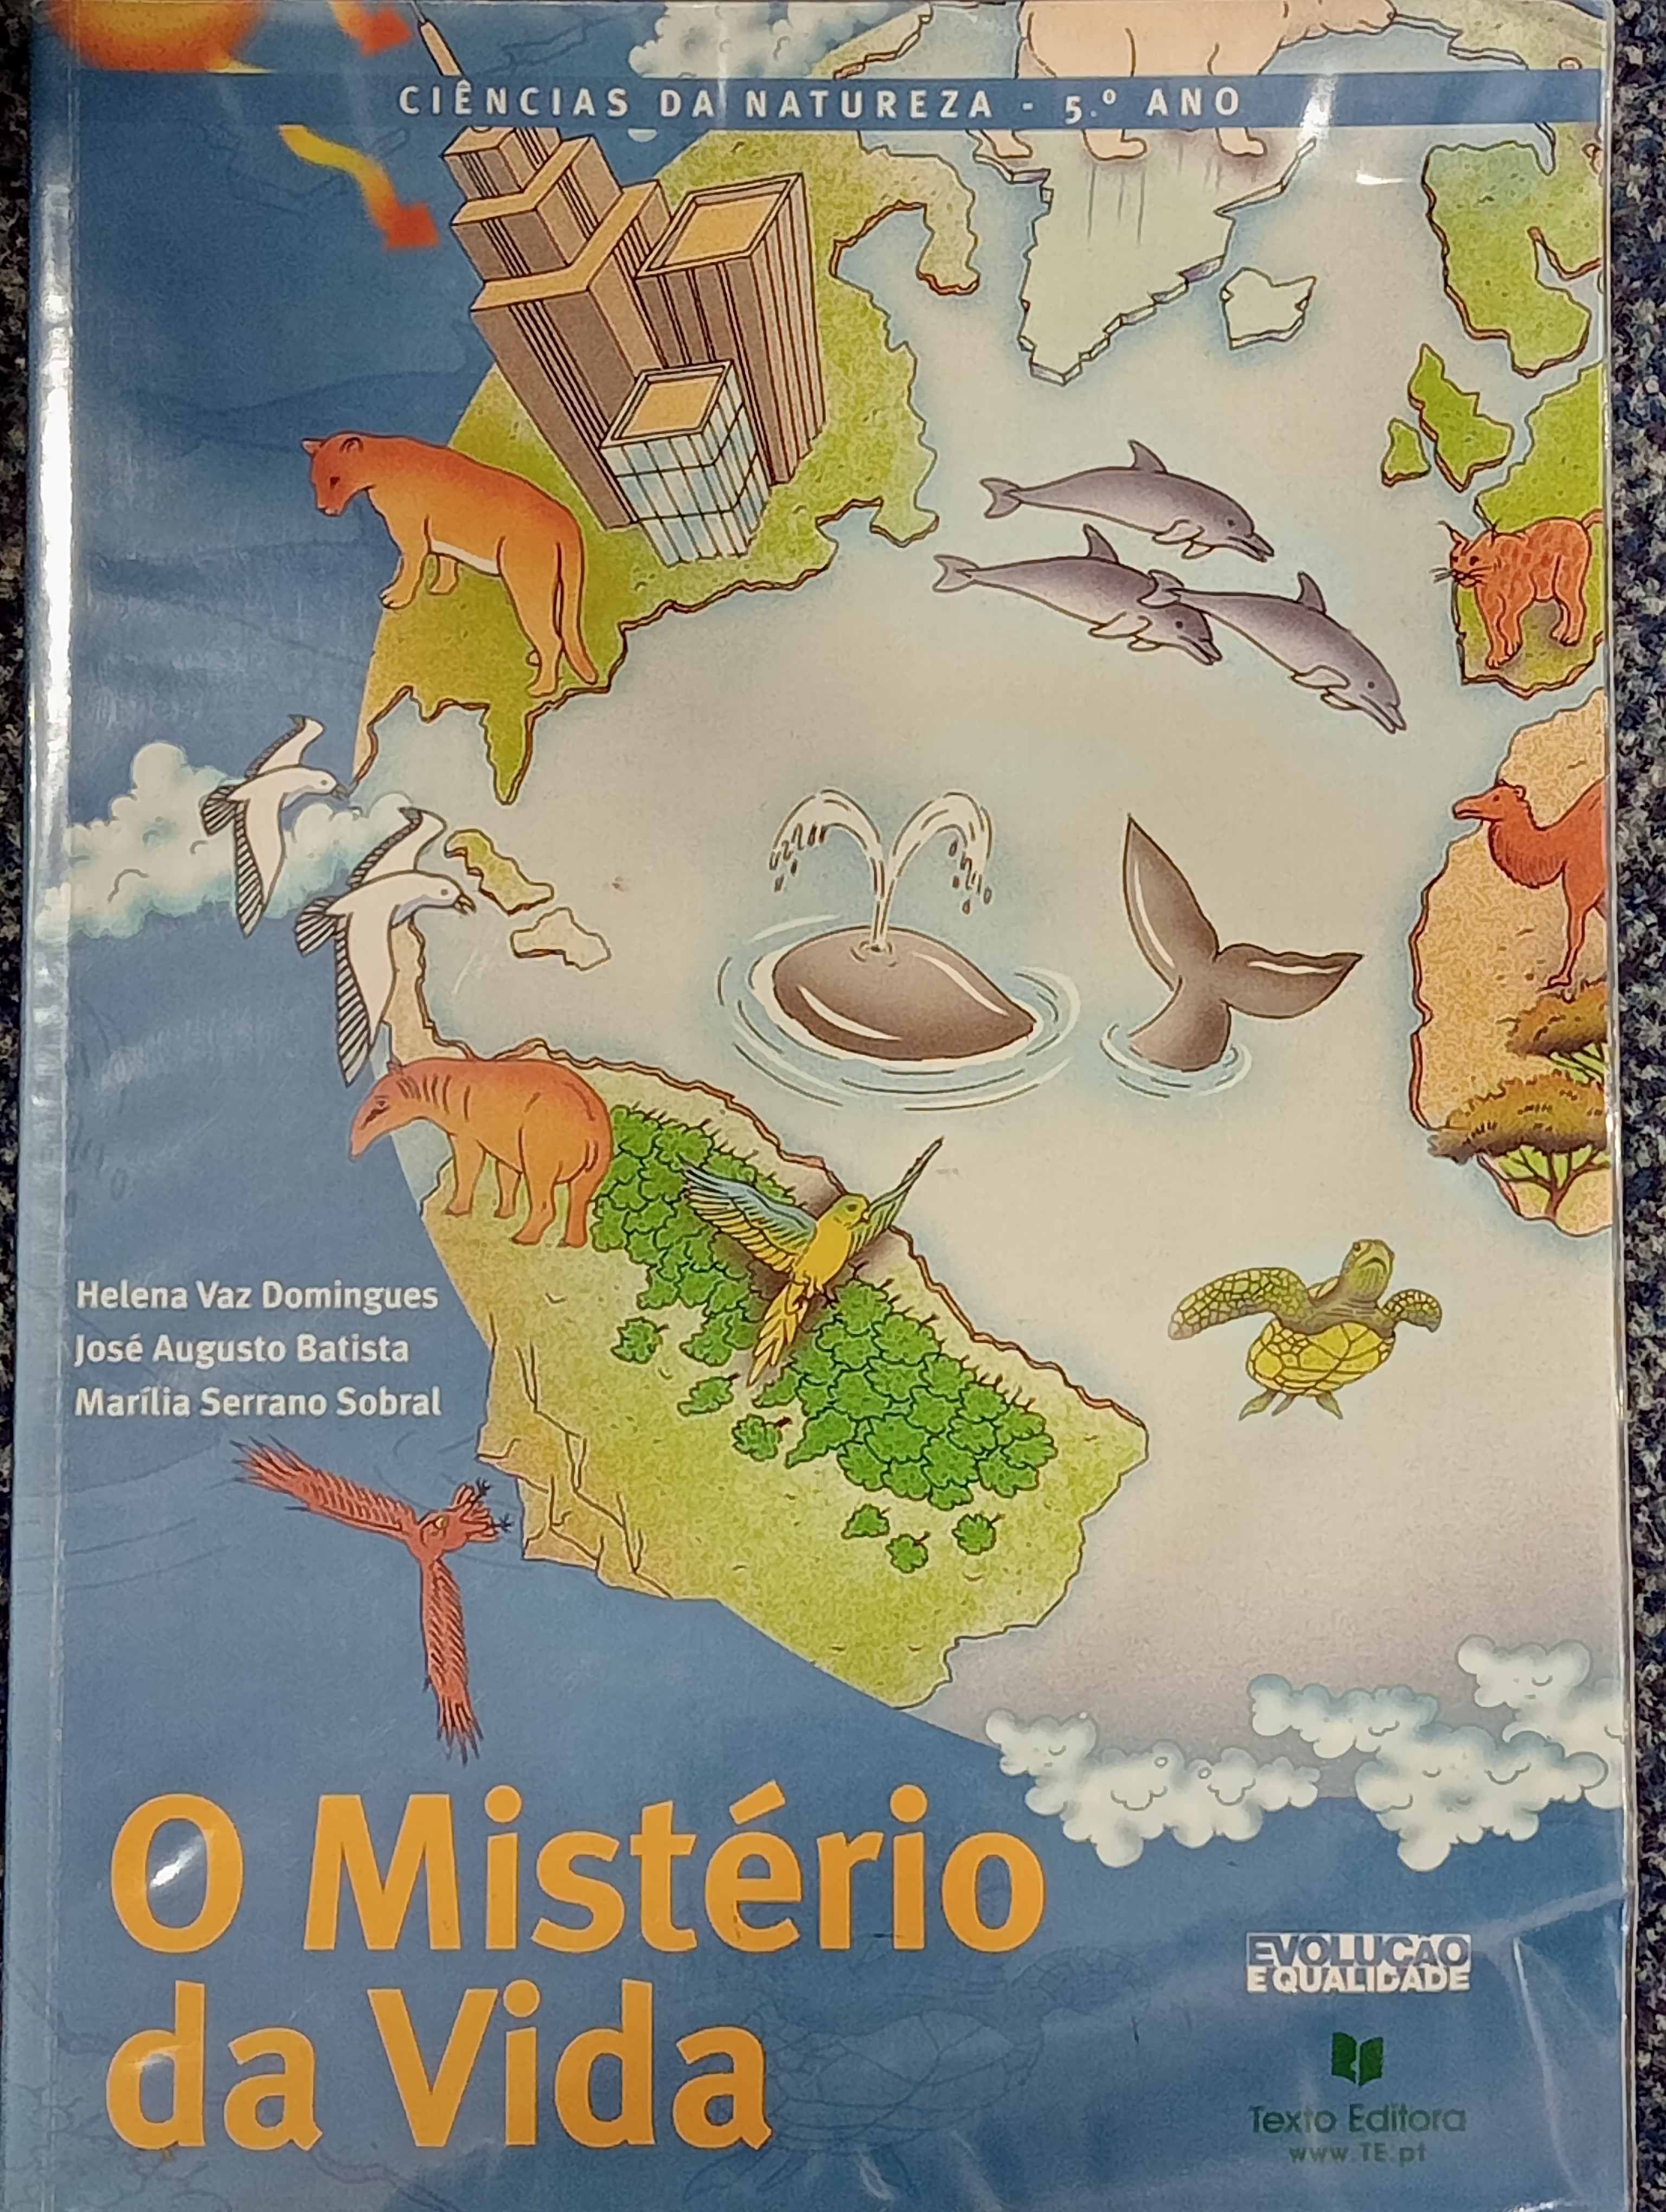 CIÊNCIAS DA NATUREZA - 5.º ANO
Helena Vaz Domingues
José Augusto Batista
Marília Serrano Sobral
O Mistério
da Vida
EVOLUÇÃO
E QUALIDADE
Texto Editora
www.TE.pt